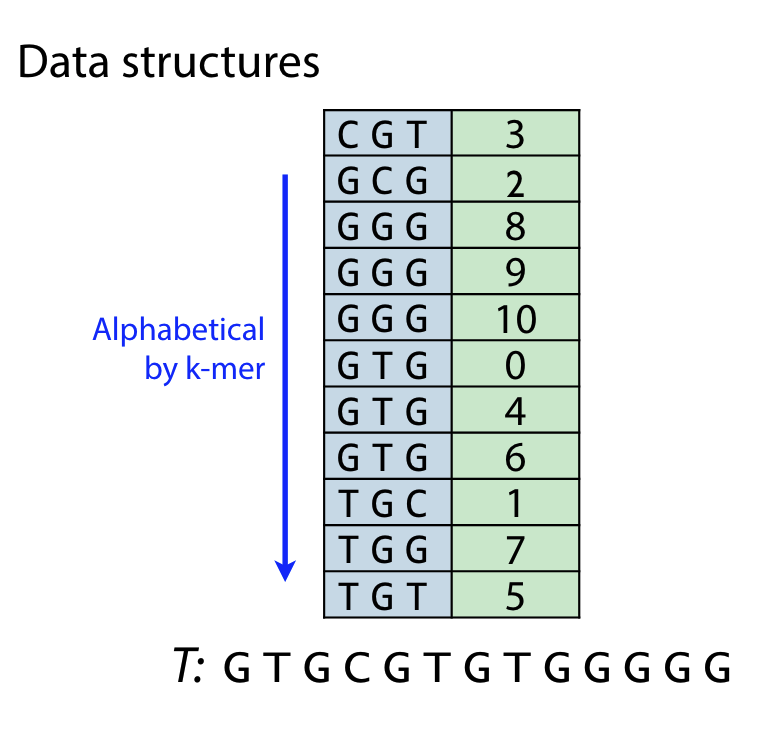 Data structures
C G T 3
G C G 2
G G G 8
G G G 9
G G G 10
G T G 0
G T G 4
G T G 6
T G C 1
T G G 7
T G T 5
Alphabetical
by k-mer
T: G T G C G T G T G G G G G